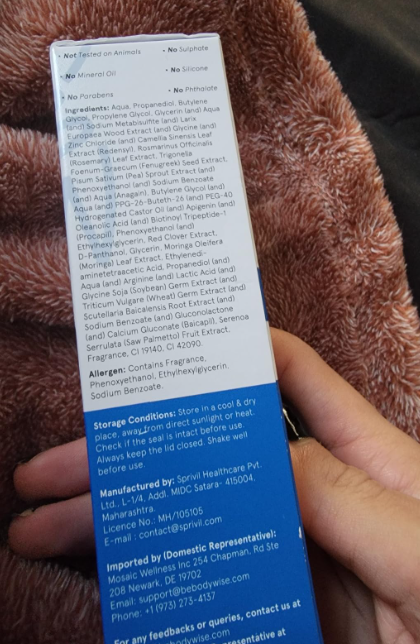 • Not Tested on Animals
• No Sulphate
• No Mineral Oil
• No Silicone
• No Parabens
• No Phthalate
Ingredients: Aqua, Propanediol, Butylene
Glycol, Propylene Glycol, Glycerin (and) Aqua
(and) Sodium Metabisulfite (and) Larix
Europaea Wood Extract (and) Glycine (and)
Zinc Chloride (and) Camellia Sinensis Leaf
Extract (Redensyl), Rosmarinus Officinalis
(Rosemary) Leaf Extract, Trigonella
Foenum-Graecum (Fenugreek) Seed Extract,
Pisum Sativum (Pea) Sprout Extract (and)
Phenoxyethanol (and) Sodium Benzoate
(and) Aqua (Anagain), Butylene Glycol (and)
Aqua (and) PPG-26-Buteth-26 (and) PEG-40
Hydrogenated Castor Oil (and) Apigenin (and)
Oleanolic Acid (and) Biotinoyl Tripeptide-1
(Procapil), Phenoxyethanol (and)
Ethylhexylglycerin, Red Clover Extract,
D-Panthanol, Glycerin, Moringa Oleifera
(Moringa) Leaf Extract, Ethylenedi-
aminetetraacetic Acid, Propanediol (and)
Aqua (and) Arginine (and) Lactic Acid (and)
Glycine Soja (Soybean) Germ Extract (and)
Triticum Vulgare (Wheat) Germ Extract (and)
Scutellaria Baicalensis Root Extract (and)
Sodium Benzoate (and) Gluconolactone
(and) Calcium Gluconate (Baicapil), Serenoa
Serrulata (Saw Palmetto) Fruit Extract,
Fragrance, CI 19140, CI 42090.
Allergen: Contains Fragrance,
Phenoxyethanol, Ethylhexylglycerin,
Sodium Benzoate.
Storage Conditions: Store in a cool & dry
place, away from direct sunlight or heat.
Check if the seal is intact before use.
Always keep the lid closed. Shake well
before use.
Manufactured by: Sprivil Healthcare Pvt.
Ltd., L-1/4, Addl. MIDC Satara- 415004,
Maharashtra.
Licence No.: MH/105105
E-mail : contact@sprivil.com
Imported by (Domestic Representative):
Mosaic Wellness Inc 254 Chapman, Rd Ste
208 Newark, DE 19702
Email: support@bebodywise.com
Phone: +1 (973) 273-4137
For any feedbacks or queries, contact us at
bodywise.com
representative at